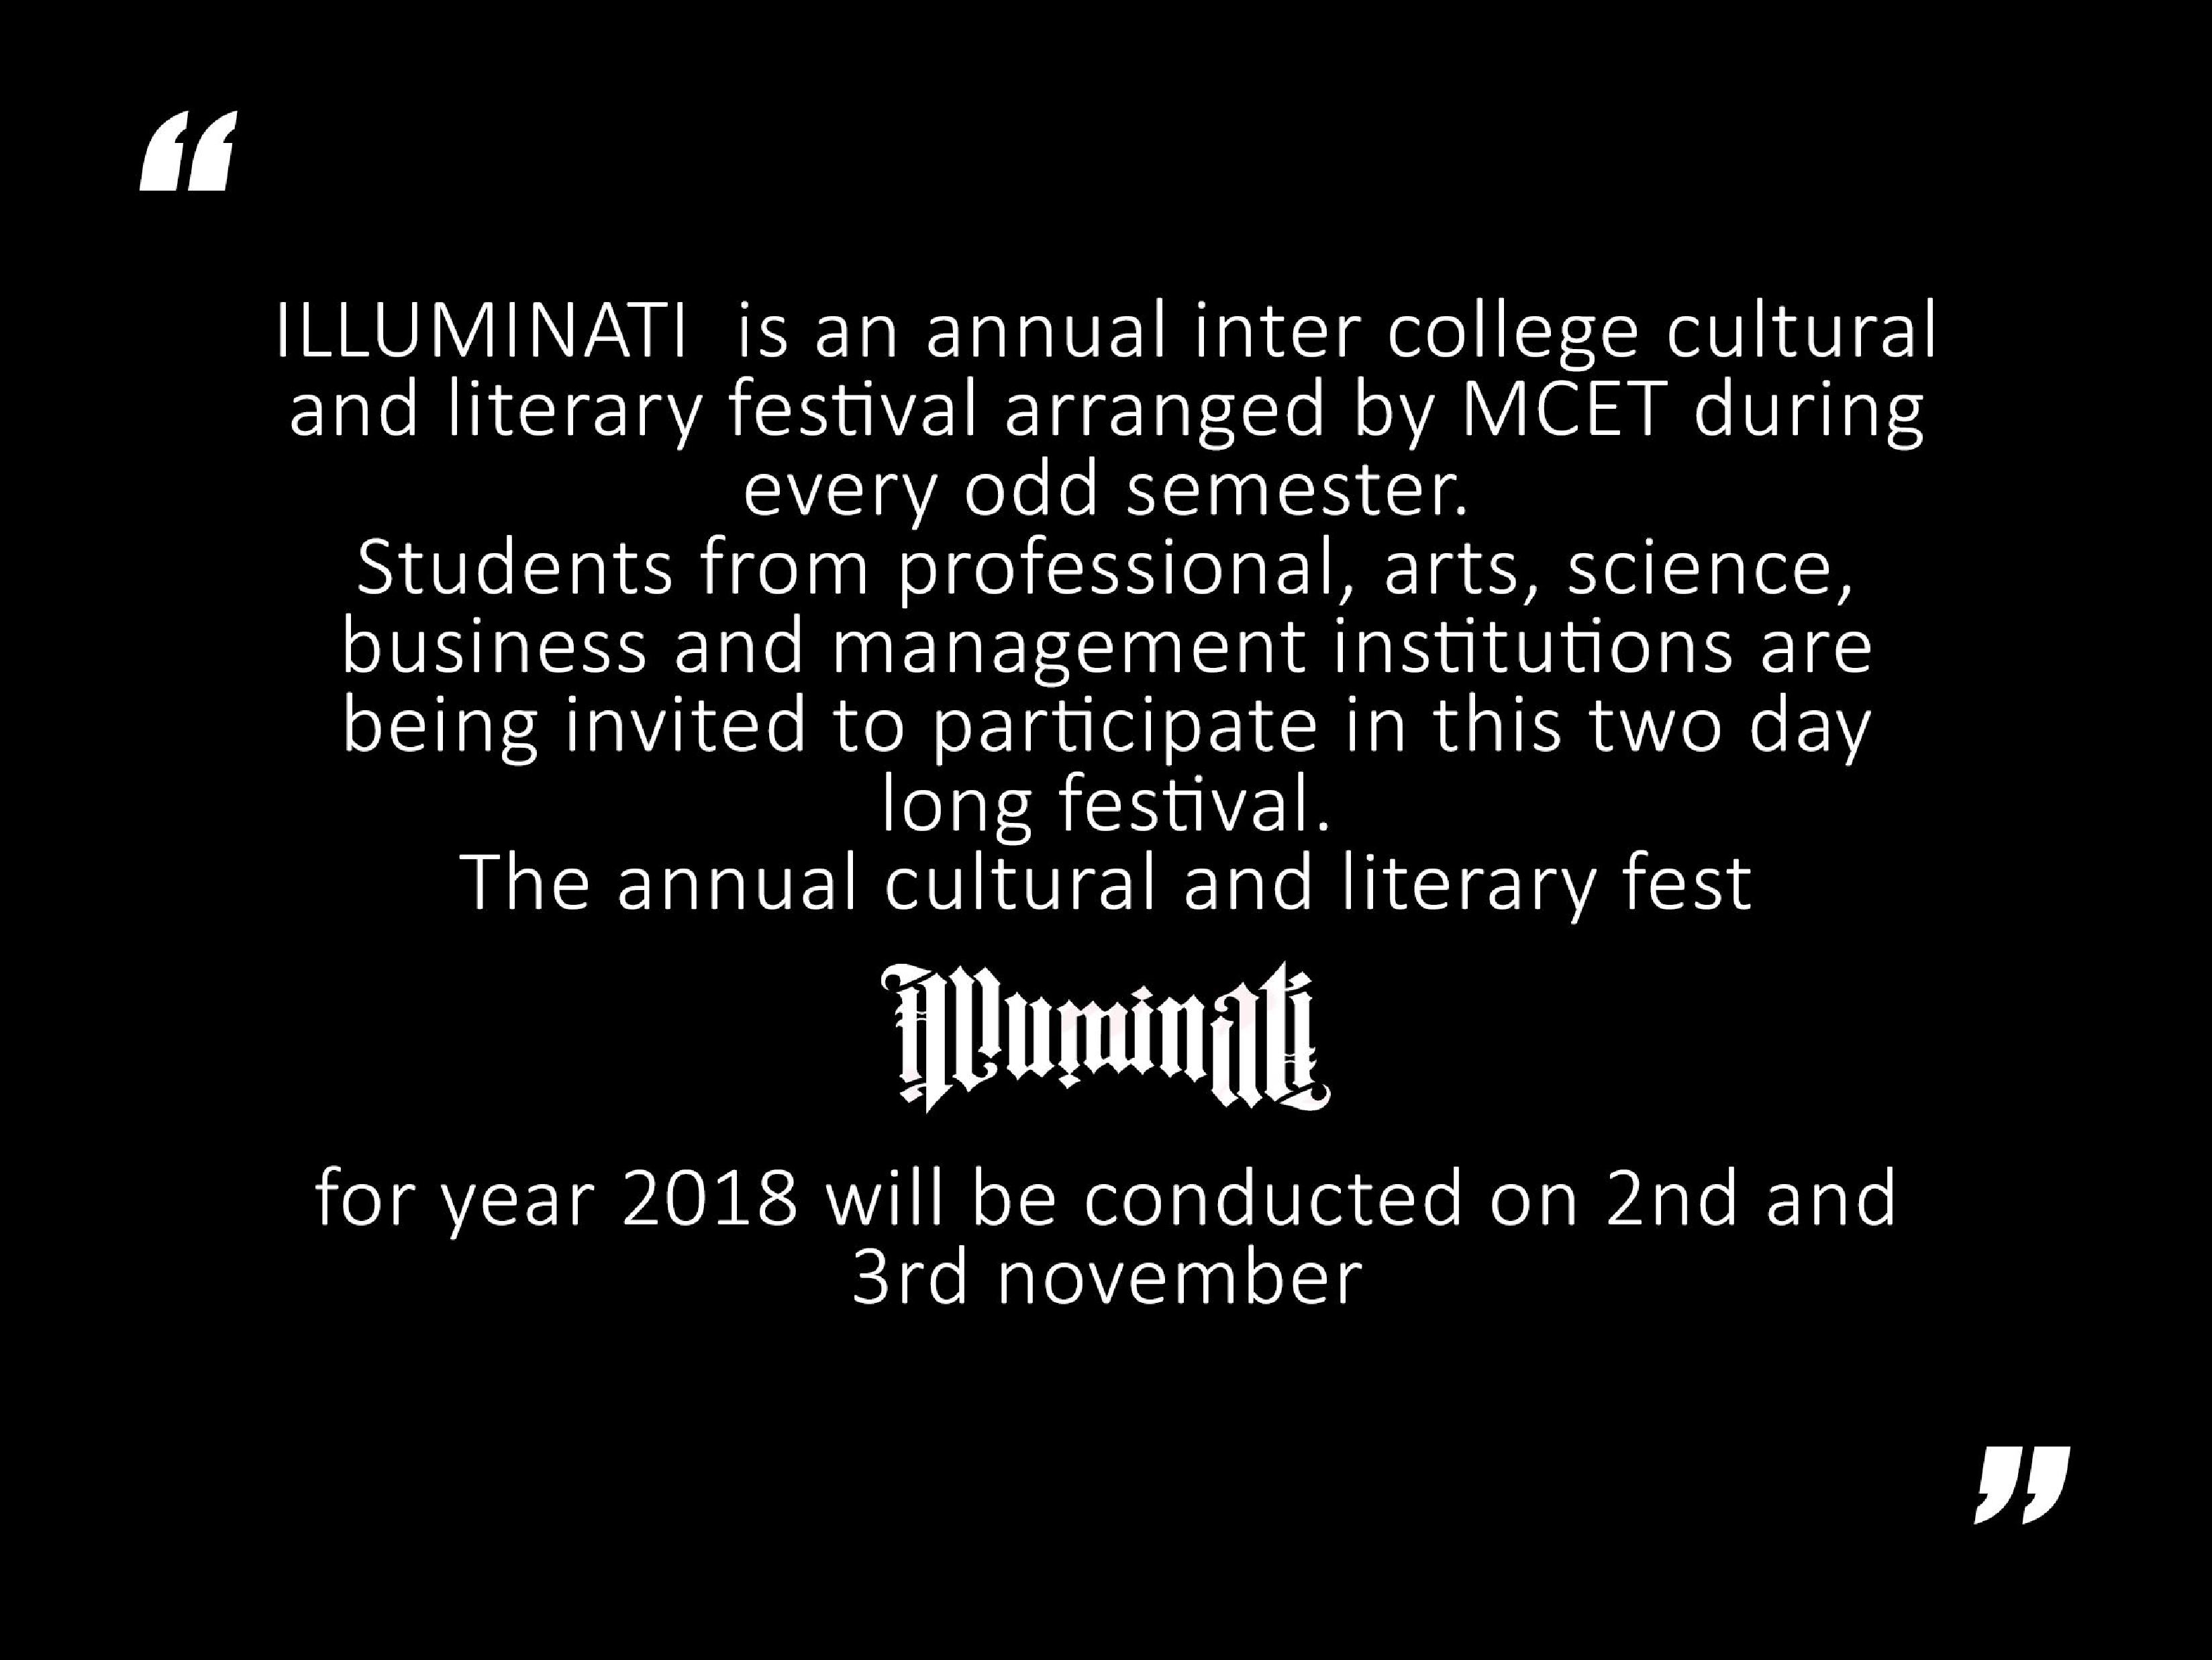 “
ILLUMINATI is an annual inter college cultural
and literary festival arranged by MCET during
every odd semester.
Students from professional, arts, science,
business and management institutions are
being invited to participate in this two day
long festival.
The annual cultural and literary fest
illuminati
for year 2018 will be conducted on 2nd and
3rd november
”